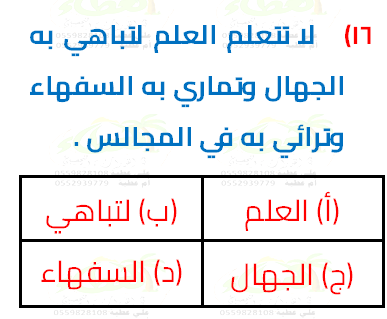 ١٦) لا تتعلم العلم لتباهي به
الجهال وتماري به السفهاء
وترائي به في المجالس .
(أ) العلم (ب) لتباهي
(ج) الجهال (د) السفهاء